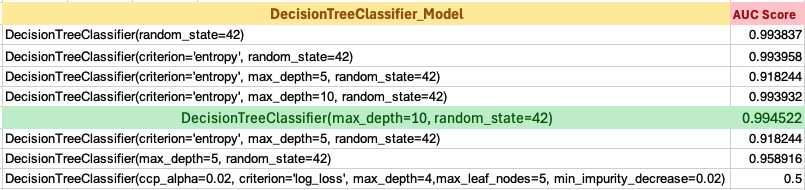 DecisionTreeClassifier_Model AUC Score
DecisionTreeClassifier(random_state=42) 0.993837
DecisionTreeClassifier(criterion='entropy', random_state=42) 0.993958
DecisionTreeClassifier(criterion='entropy', max_depth=5, random_state=42) 0.918244
DecisionTreeClassifier(criterion='entropy', max_depth=10, random_state=42) 0.993932
DecisionTreeClassifier(max_depth=10, random_state=42) 0.994522
DecisionTreeClassifier(criterion='entropy', max_depth=5, random_state=42) 0.918244
DecisionTreeClassifier(max_depth=5, random_state=42) 0.958916
DecisionTreeClassifier(ccp_alpha=0.02, criterion='log_loss', max_depth=4,max_leaf_nodes=5, min_impurity_decrease=0.02) 0.5